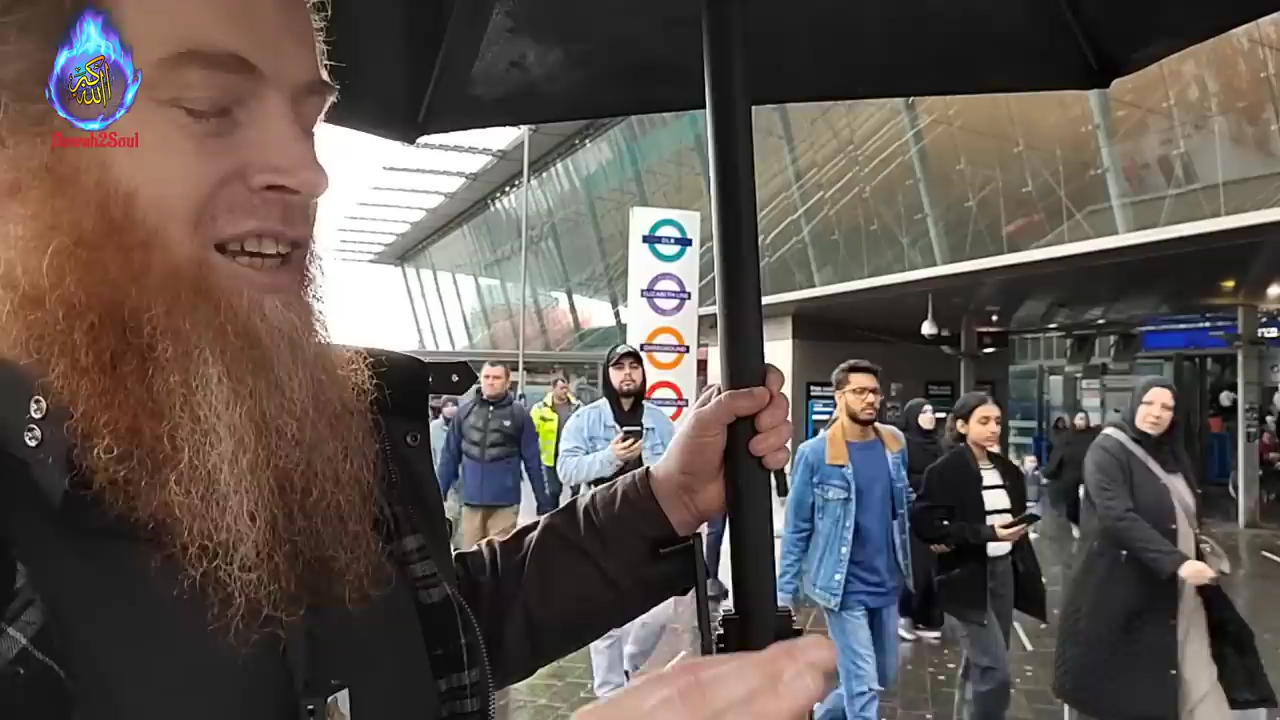 الله أكبر
Dawah2Soul
DLR
ELIZABETH LINE
OVERGROUND
UNDERGROUND